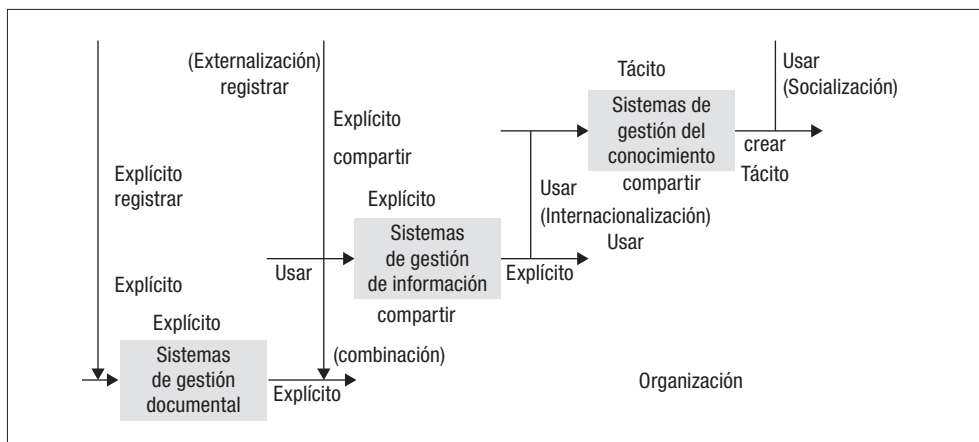 (Externalización)
registrar
Tácito
Usar
(Socialización)
Sistemas de
gestión del
conocimiento
compartir
crear
Tácito
Explícito
compartir
Explícito
registrar
Usar
(Internacionalización)
Usar
Explícito
Sistemas
de gestión
de información
compartir
Usar
Explícito
Explícito
Explícito
Sistemas
de gestión
documental
(combinación)
Explícito
Organización